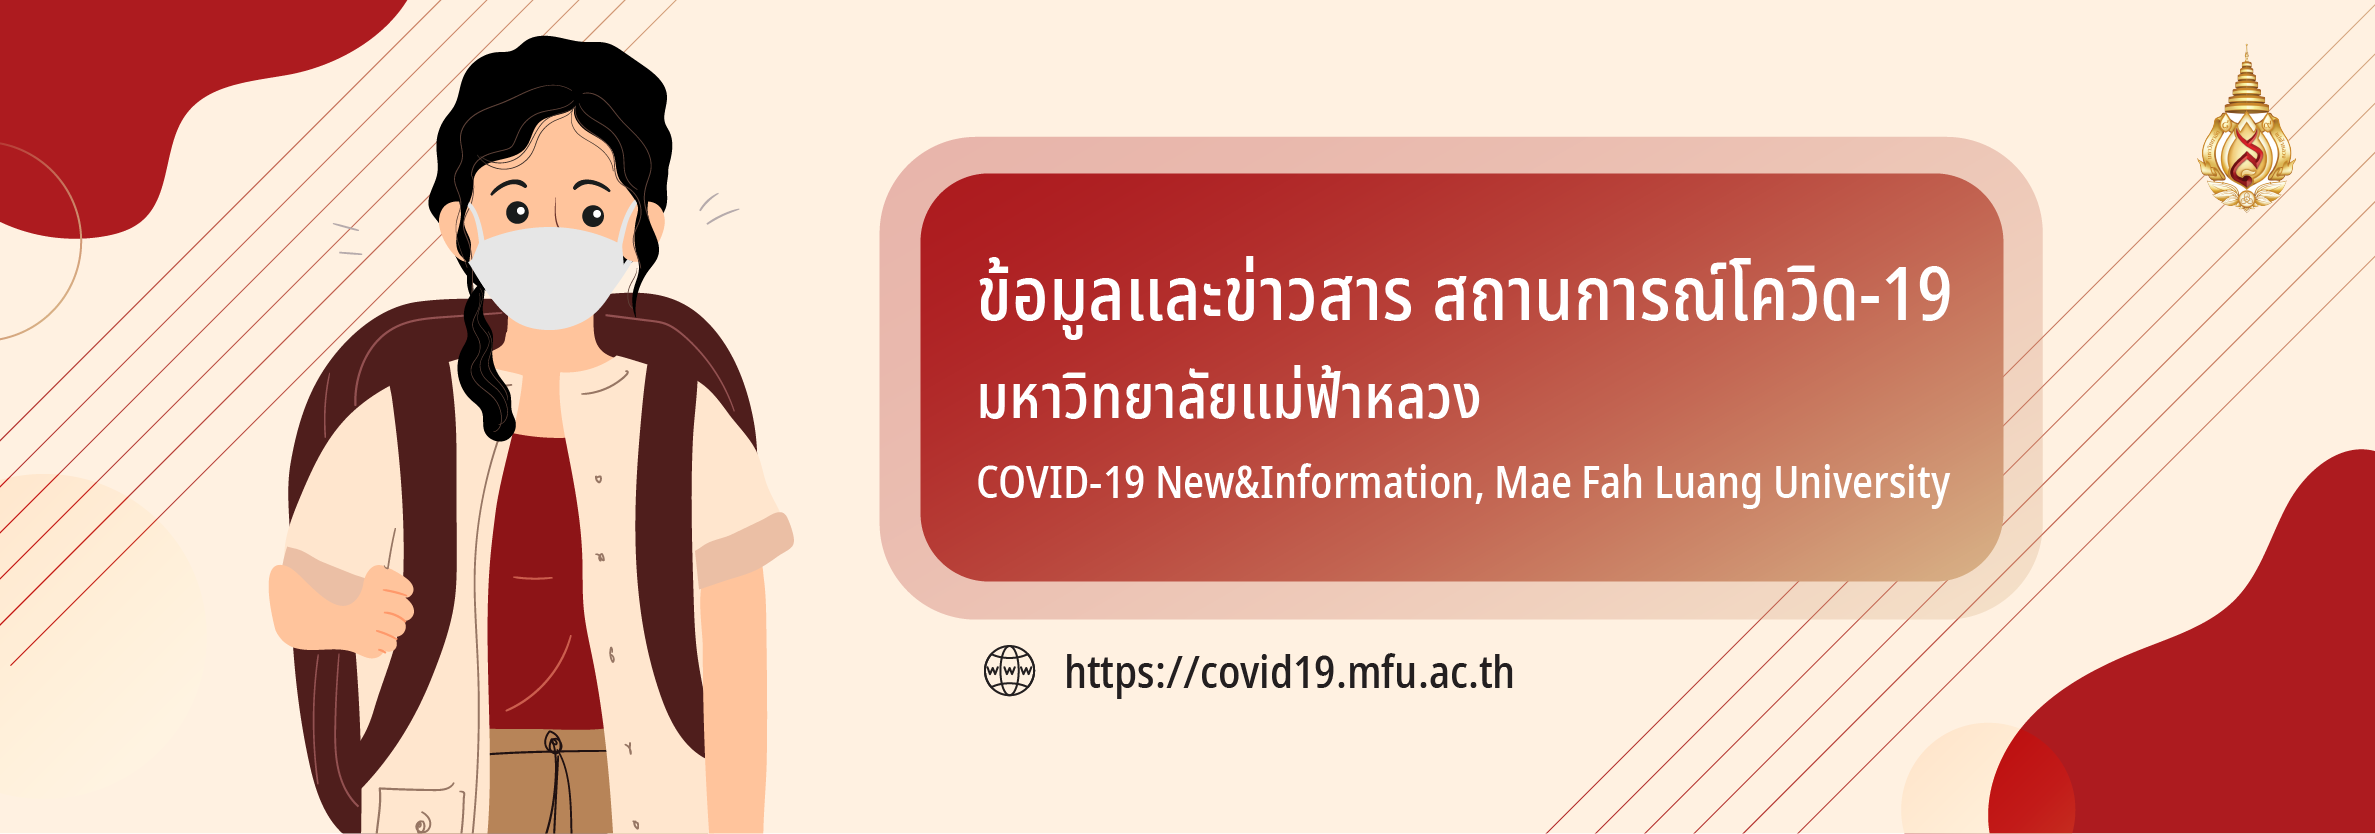 ข้อมูลและข่าวสาร สถานการณ์โควิด-19
มหาวิทยาลัยแม่ฟ้าหลวง
COVID-19 New&Information, Mae Fah Luang University
www https://covid19.mfu.ac.th